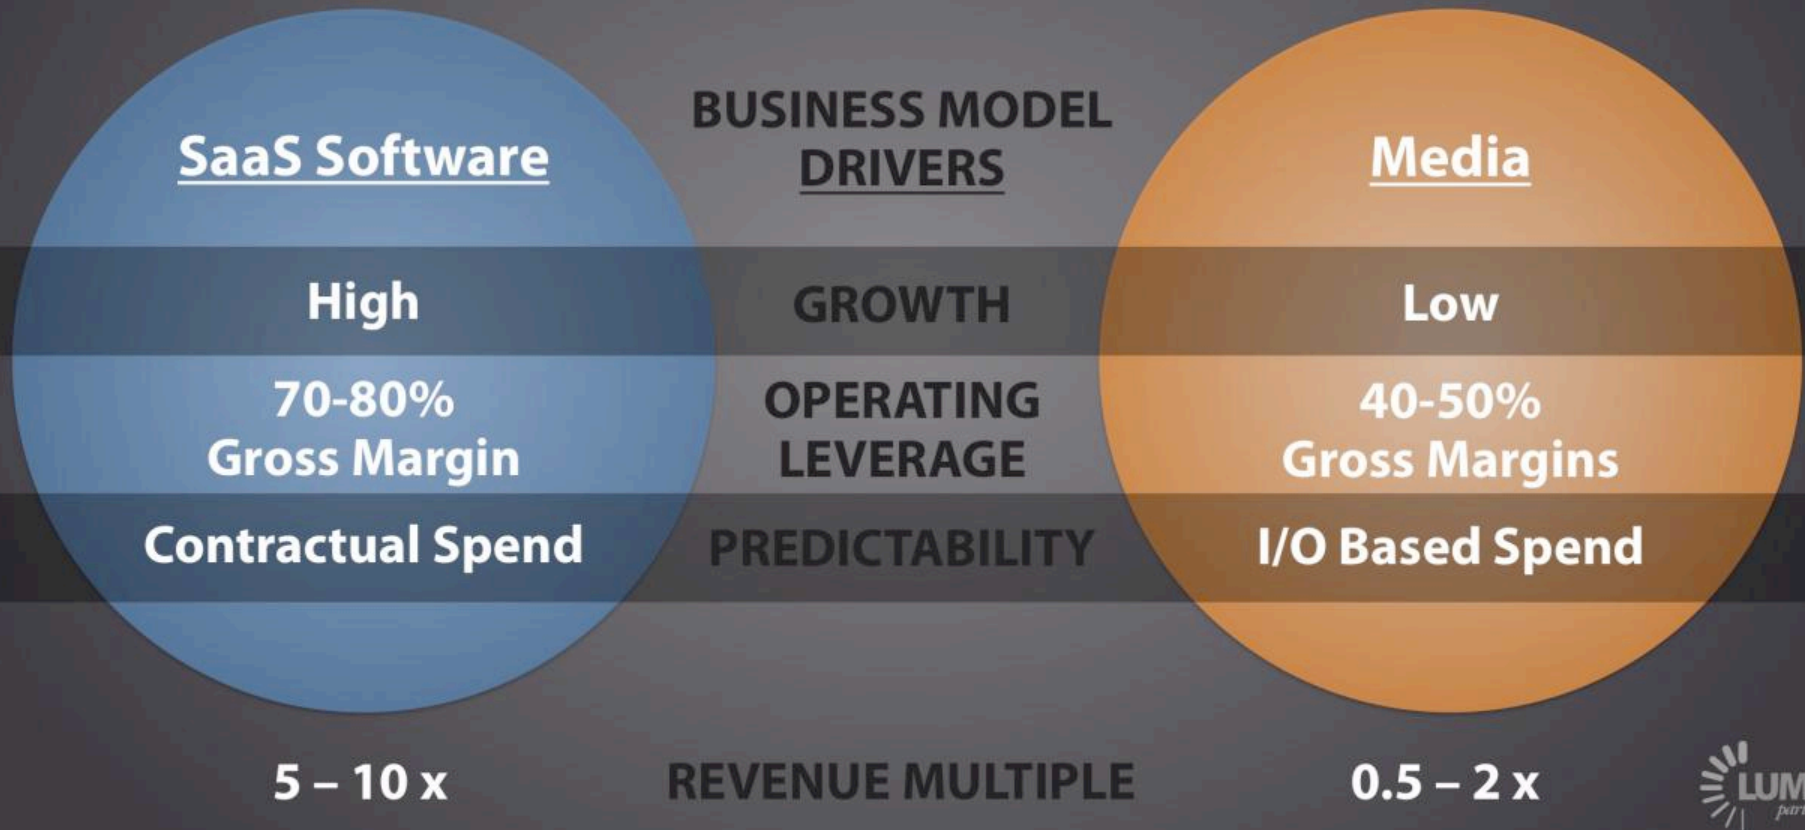 BUSINESS MODEL
DRIVERS
SaaS Software
Media
High
GROWTH
Low
70-80%
Gross Margin
OPERATING
LEVERAGE
40-50%
Gross Margins
Contractual Spend
PREDICTABILITY
I/O Based Spend
5 – 10 x
REVENUE MULTIPLE
0.5 – 2 x